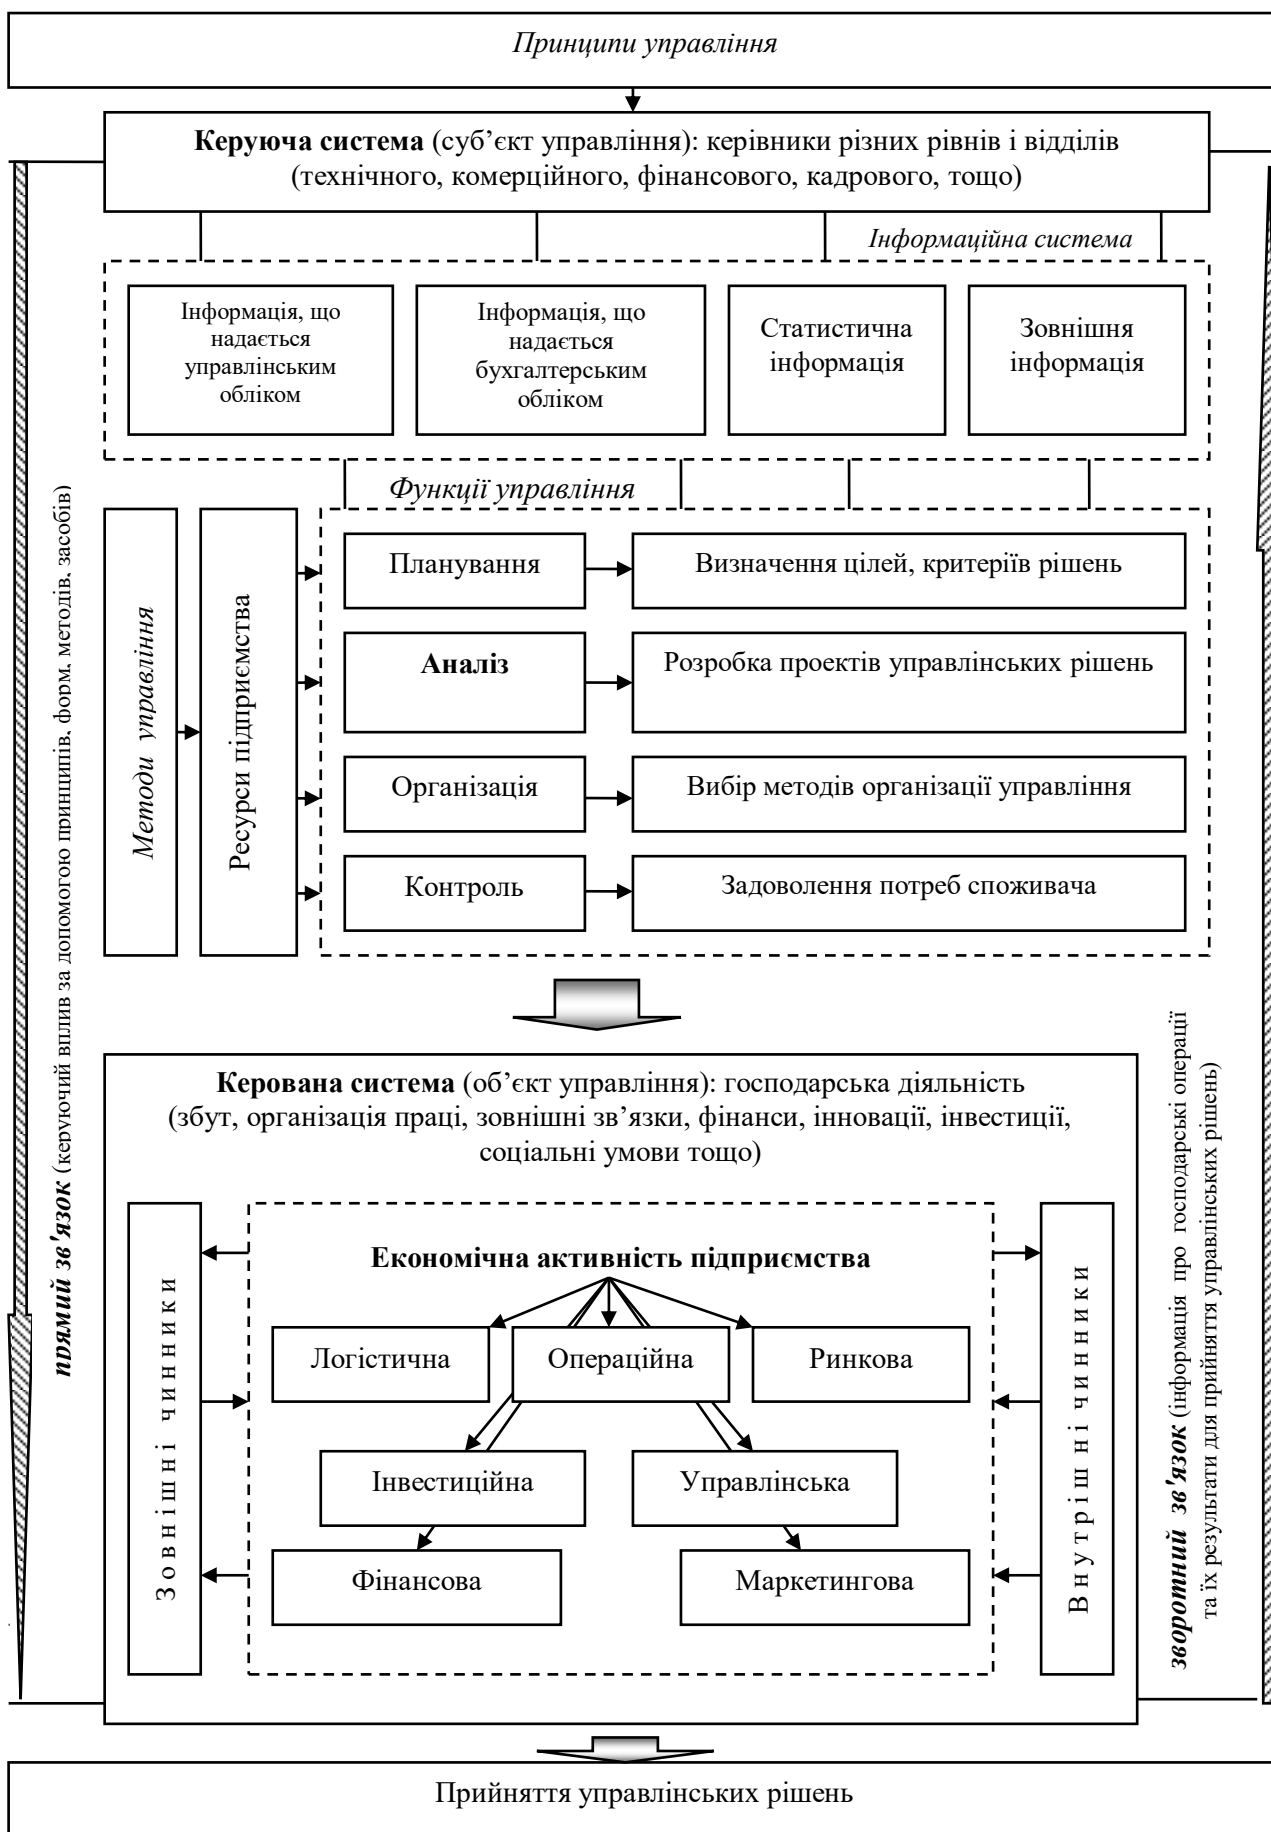 Принципи управління
Керуюча система (суб’єкт управління): керівники різних рівнів і відділів
(технічного, комерційного, фінансового, кадрового, тощо)
Інформаційна система
Інформація, що
надається
управлінським
обліком
Інформація, що
надається
бухгалтерським
обліком
Статистична
інформація
Зовнішня
інформація
Функції управління
Методи управління
Ресурси підприємства
Планування
Визначення цілей, критеріїв рішень
Аналіз
Розробка проектів управлінських рішень
Організація
Вибір методів організації управління
Контроль
Задоволення потреб споживача
прямий зв'язок (керуючий вплив за допомогою принципів, форм, методів, засобів)
зворотний зв'язок (інформація про господарські операції
та їх результати для прийняття управлінських рішень)
Керована система (об’єкт управління): господарська діяльність
(збут, організація праці, зовнішні зв’язки, фінанси, інновації, інвестиції,
соціальні умови тощо)
Зовнішні чинники
Економічна активність підприємства
Логістична
Операційна
Ринкова
Інвестиційна
Управлінська
Фінансова
Маркетингова
Внутрішні чинники
Прийняття управлінських рішень